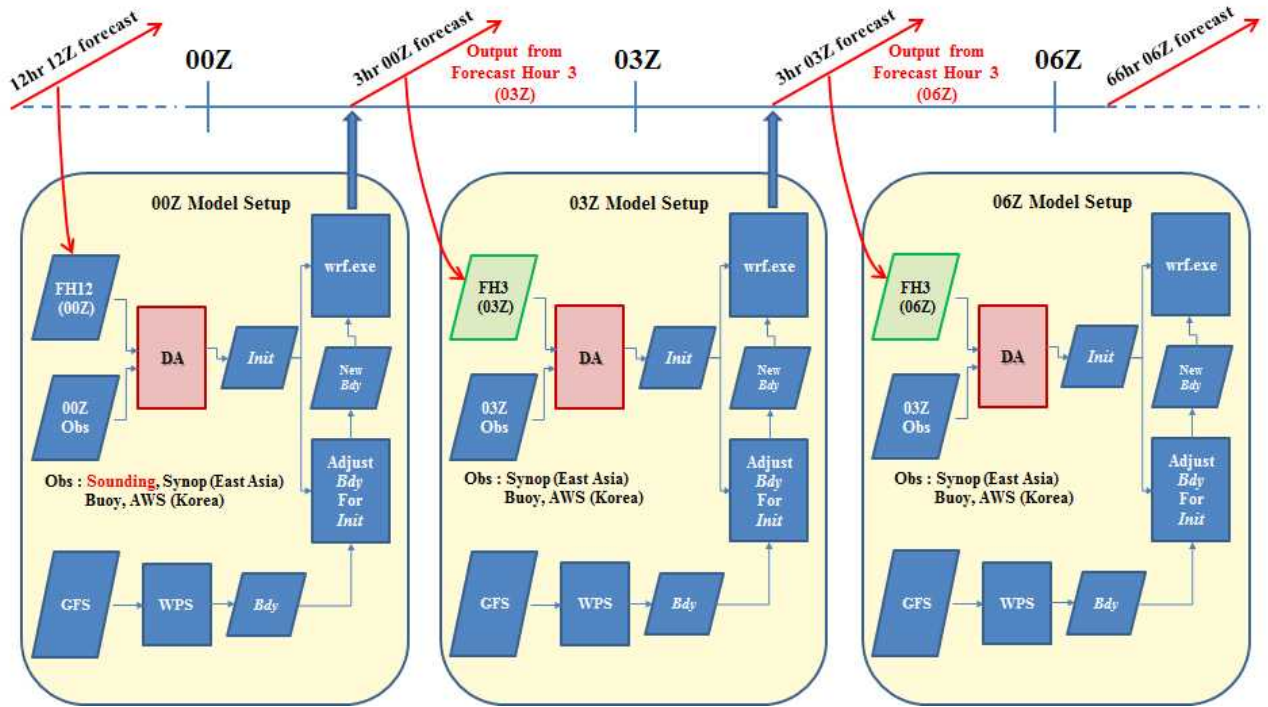 12hr 12Z forecast
00Z
3hr 00Z forecast
Output from
Forecast Hour 3
(03Z)
03Z
3hr 03Z forecast
Output from
Forecast Hour 3
(06Z)
06Z
66hr 06Z forecast
00Z Model Setup
FH12
(00Z)
00Z
Obs
DA
Init
wrf.exe
New
Bdy
Adjust
Bdy
For
Init
Obs : Sounding, Synop (East Asia)
Buoy, AWS (Korea)
GFS
WPS
Bdy
03Z Model Setup
FH3
(03Z)
03Z
Obs
DA
Init
wrf.exe
New
Bdy
Adjust
Bdy
For
Init
Obs : Synop (East Asia)
Buoy, AWS (Korea)
GFS
WPS
Bdy
06Z Model Setup
FH3
(06Z)
03Z
Obs
DA
Init
wrf.exe
New
Bdy
Adjust
Bdy
For
Init
Obs : Synop (East Asia)
Buoy, AWS (Korea)
GFS
WPS
Bdy